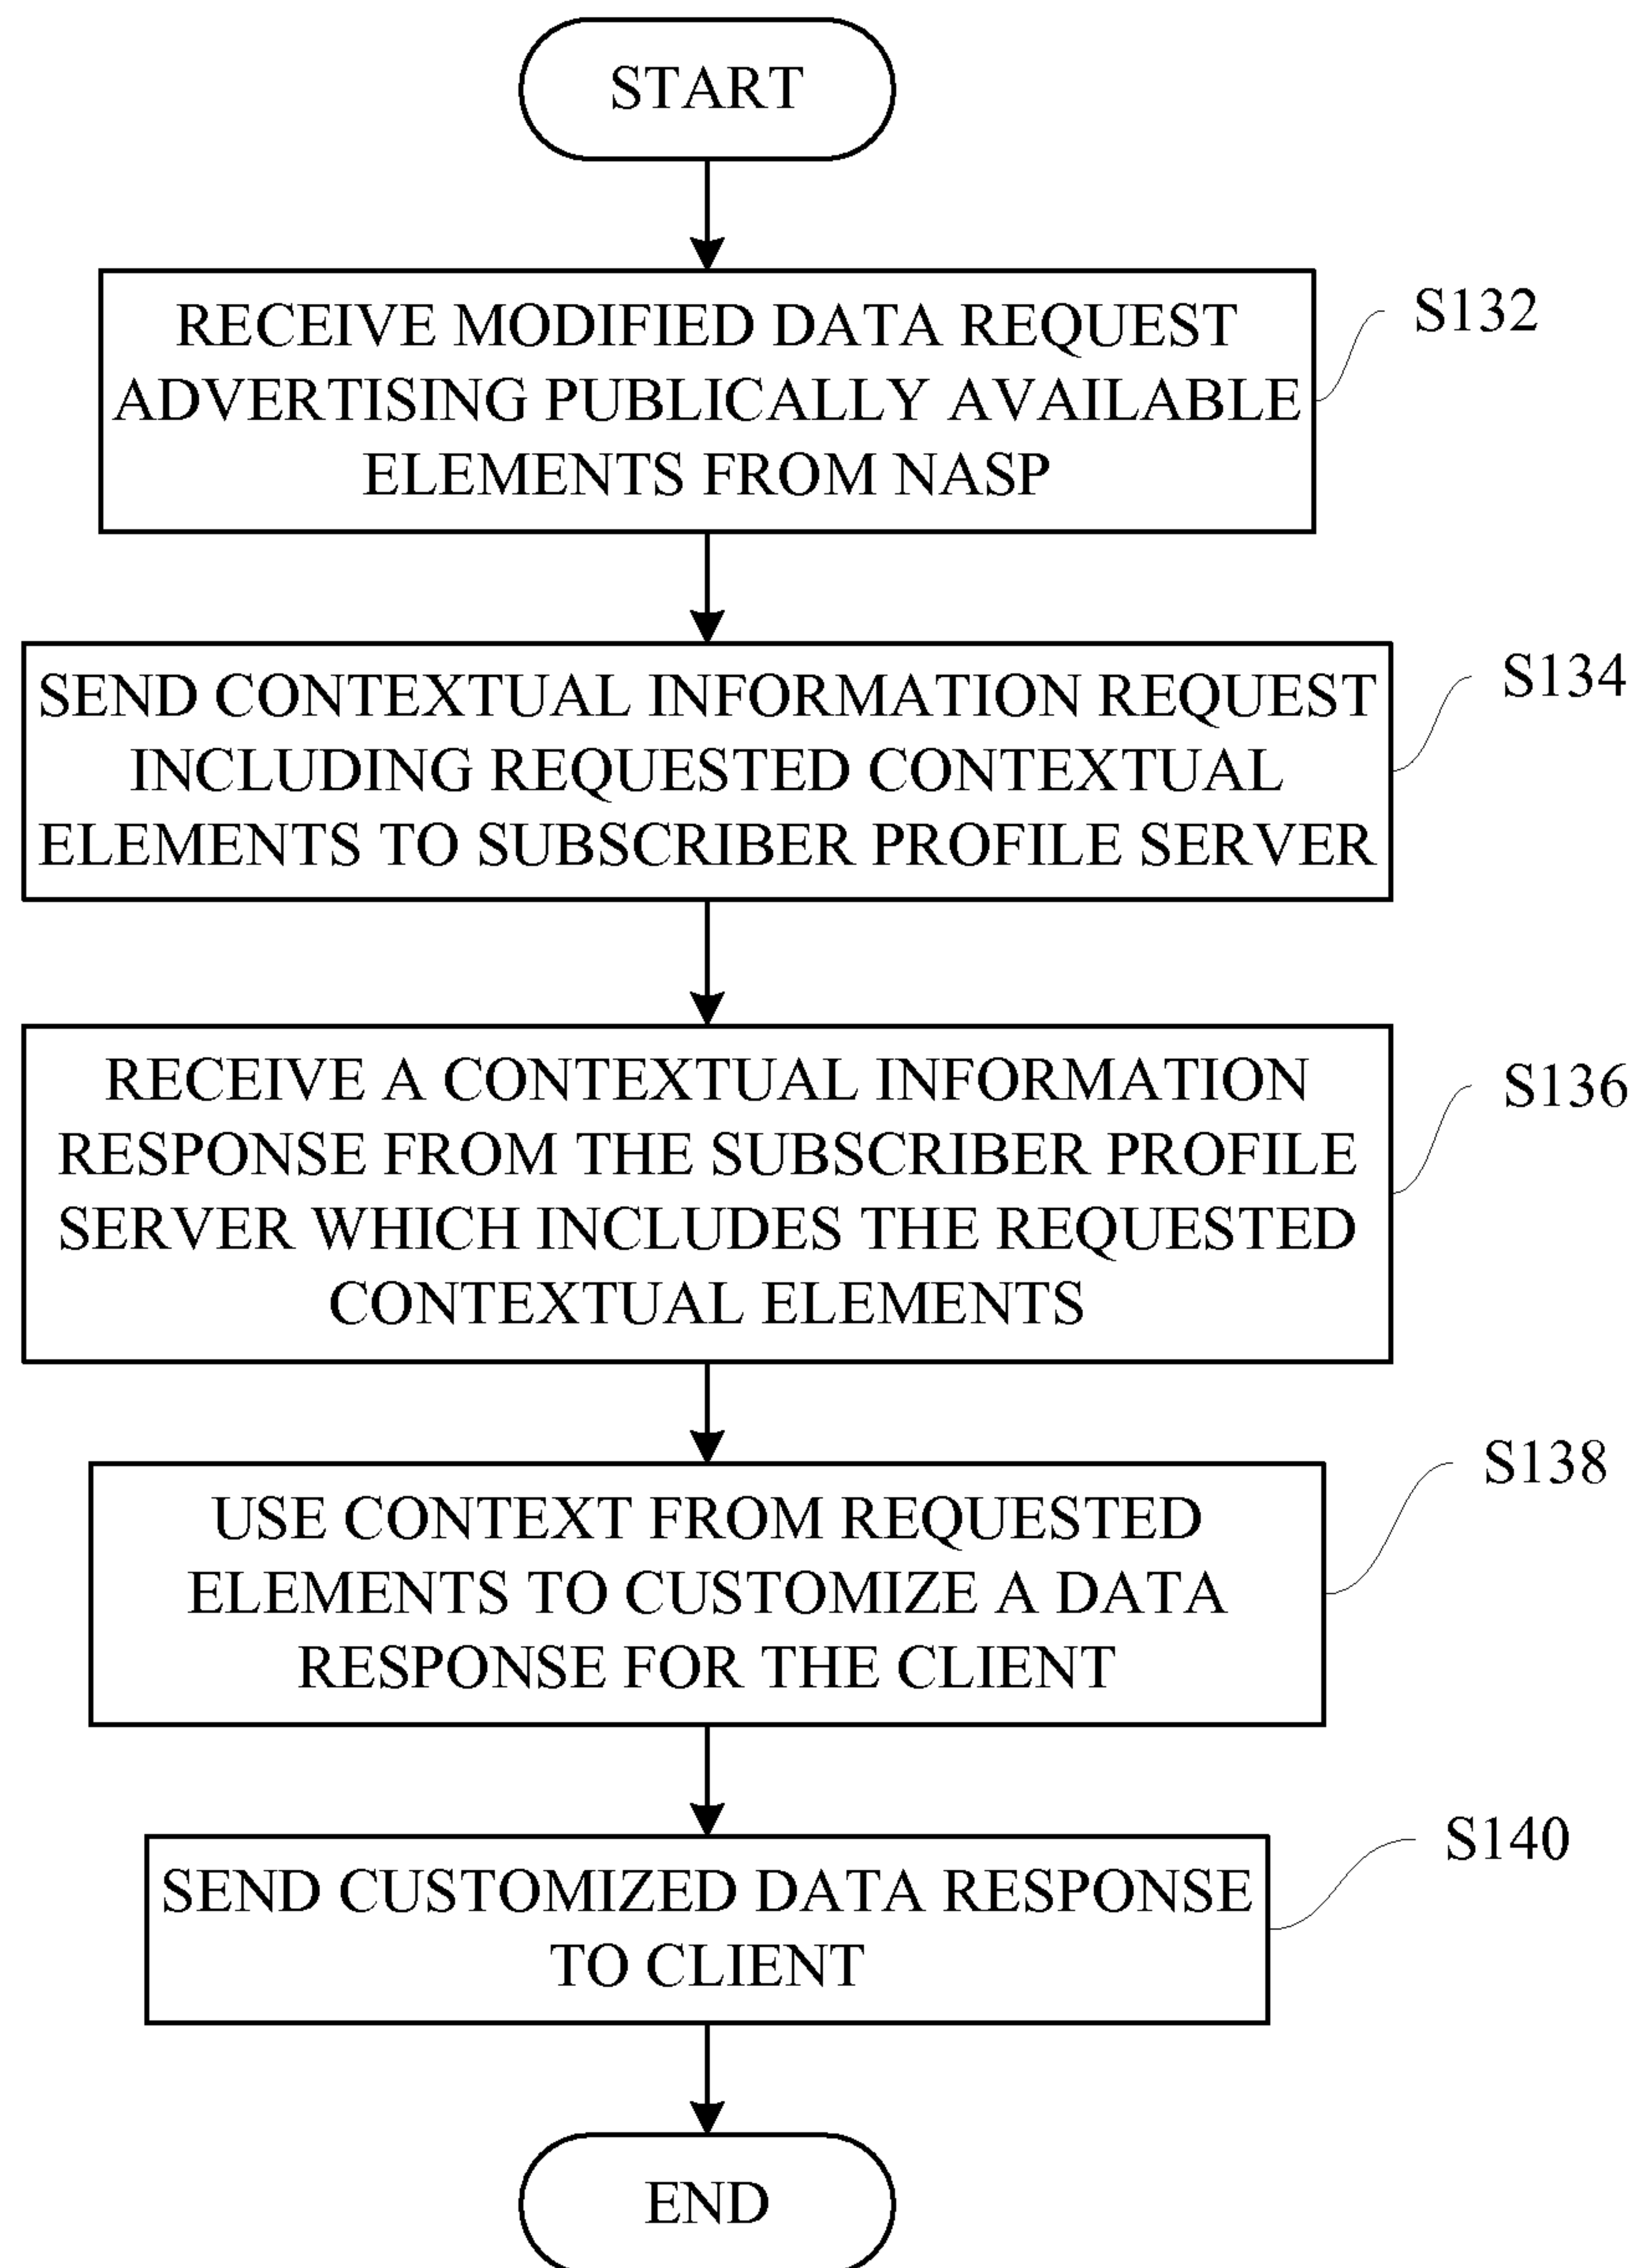 START
RECEIVE MODIFIED DATA REQUEST
ADVERTISING PUBLICALLY AVAILABLE
ELEMENTS FROM NASP
S132
SEND CONTEXTUAL INFORMATION REQUEST
INCLUDING REQUESTED CONTEXTUAL
ELEMENTS TO SUBSCRIBER PROFILE SERVER
S134
RECEIVE A CONTEXTUAL INFORMATION
RESPONSE FROM THE SUBSCRIBER PROFILE
SERVER WHICH INCLUDES THE REQUESTED
CONTEXTUAL ELEMENTS
S136
USE CONTEXT FROM REQUESTED
ELEMENTS TO CUSTOMIZE A DATA
RESPONSE FOR THE CLIENT
S138
SEND CUSTOMIZED DATA RESPONSE
TO CLIENT
S140
END